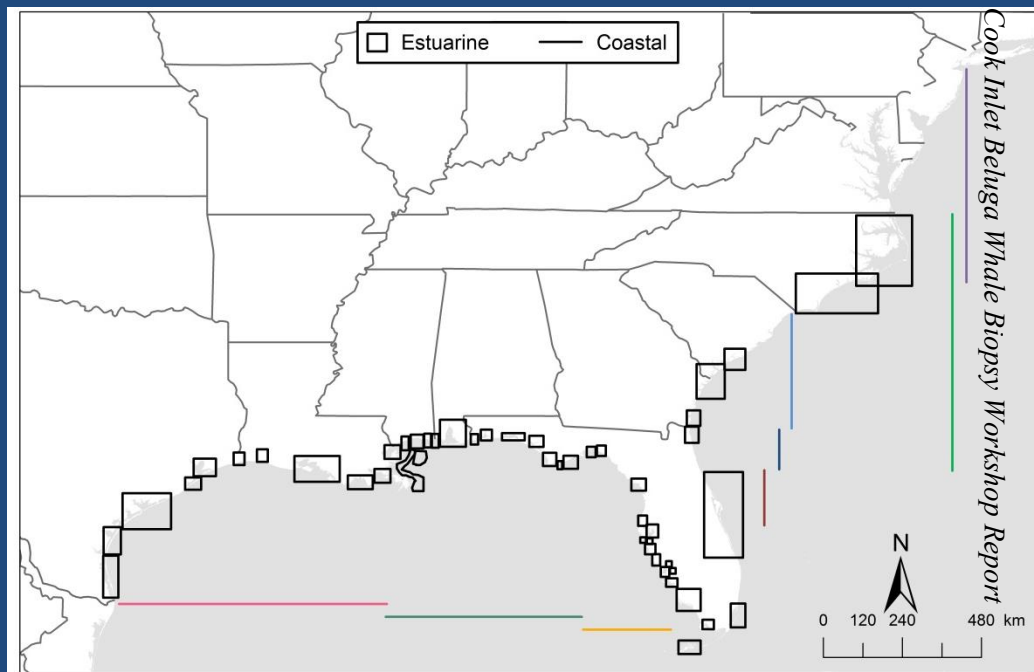 Estuarine
Coastal
Cook Inlet Beluga Whale Biopsy Workshop Report
N
0 120 240 480 km